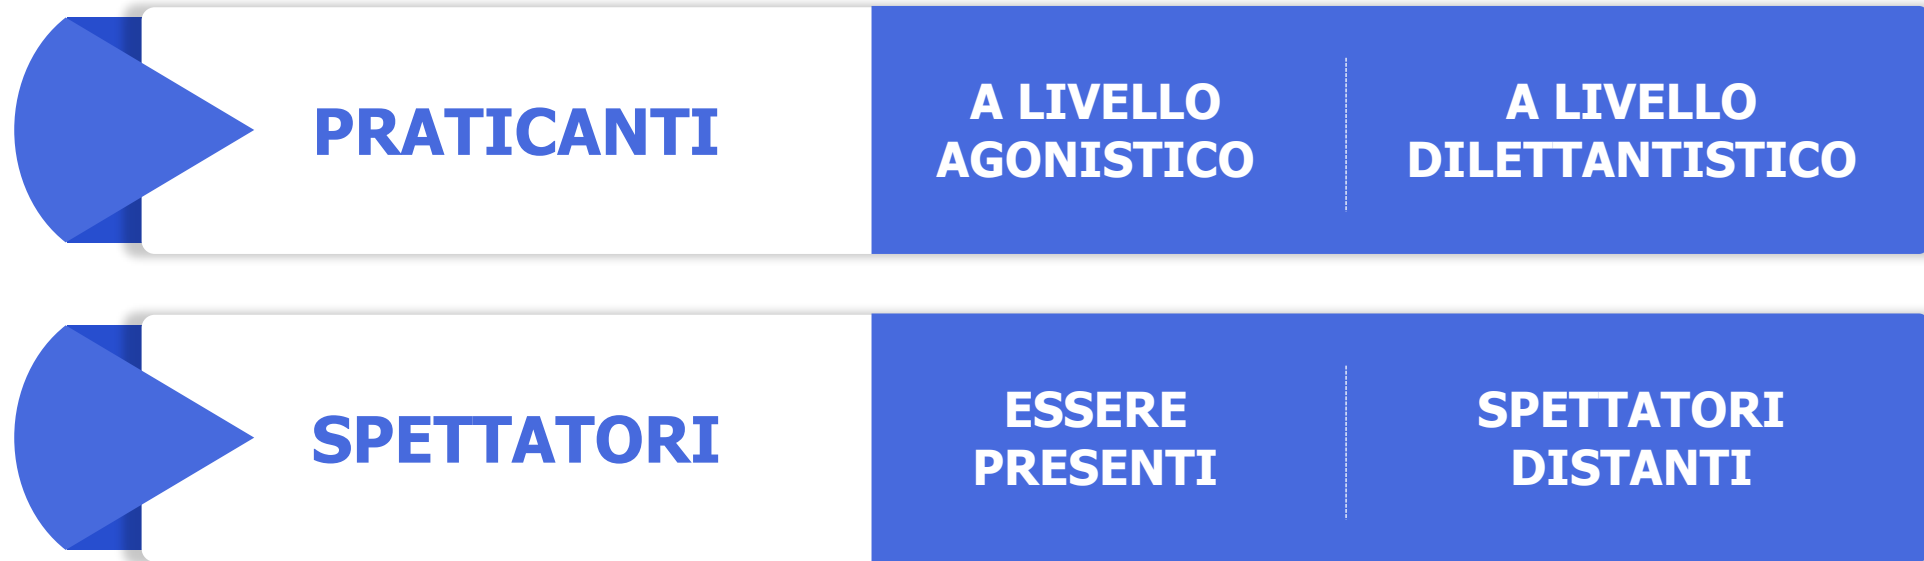 PRATICANTI
A LIVELLO
AGONISTICO
A LIVELLO
DILETTANTISTICO
SPETTATORI
ESSERE
PRESENTI
SPETTATORI
DISTANTI